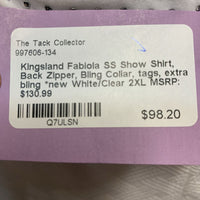 The Tack Collector
997606-134
Kingsland Fabiola SS Show Shirt,
Back Zipper, Bling Collar, tags, extra
bling *new White/Clear 2XL MSRP:
$130.99
$98.20
Q7ULSN